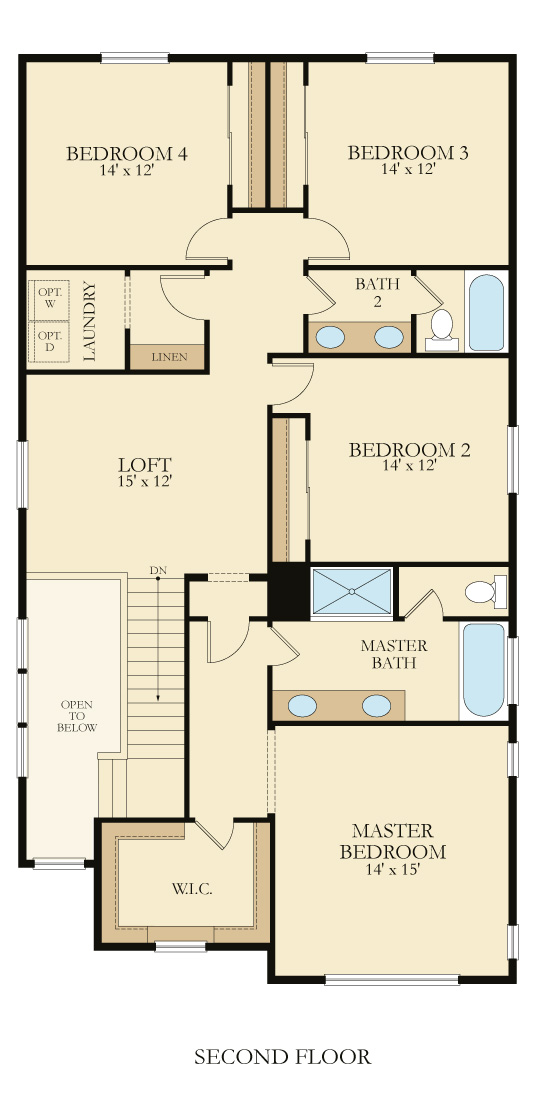 BEDROOM 4
14' x 12'
BEDROOM 3
14' x 12'
OPT.
W
OPT.
D
LAUNDRY
LINEN
BATH
2
LOFT
15' x 12'
BEDROOM 2
14' x 12'
DN
MASTER
BATH
OPEN
TO
BELOW
MASTER
BEDROOM
14' x 15'
W.I.C.
SECOND FLOOR